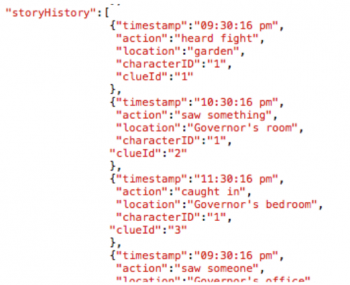 "storyHistory":[
{"timestamp":"09:30:16 pm",
"action":"heard fight",
"location":"garden",
"characterID":"1",
"clueId":"1"
},
{"timestamp":"10:30:16 pm",
"action":"saw something",
"location":"Governor's room",
"characterID":"1",
"clueId":"2"
},
{"timestamp":"11:30:16 pm",
"action":"caught in",
"location":"Governor's bedroom",
"characterID":"1",
"clueId":"3"
},
{"timestamp":"09:30:16 pm",
"action":"saw someone",
"location":"Governor's office"